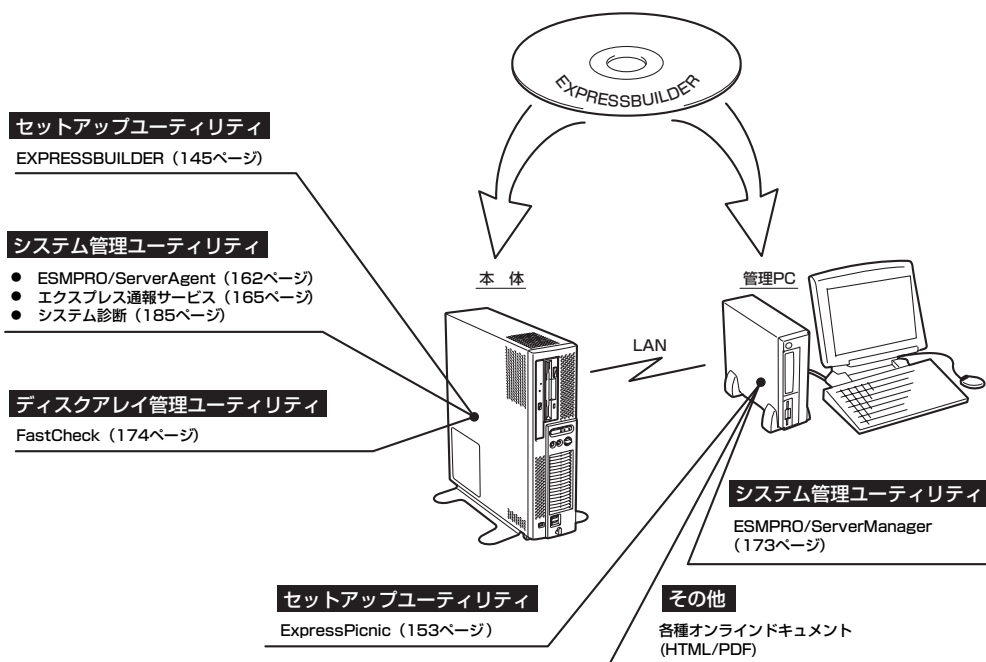 EXPRESSBUILDER
セットアップユーティリティ
EXPRESSBUILDER（145ページ）
システム管理ユーティリティ
● ESMPRO/ServerAgent（162ページ）
● エクスプレス通報サービス（165ページ）
● システム診断（185ページ）
ディスクアレイ管理ユーティリティ
FastCheck（174ページ）
本 体
管理PC
LAN
システム管理ユーティリティ
ESMPRO/ServerManager
（173ページ）
セットアップユーティリティ
ExpressPicnic（153ページ）
その他
各種オンラインドキュメント
(HTML/PDF)